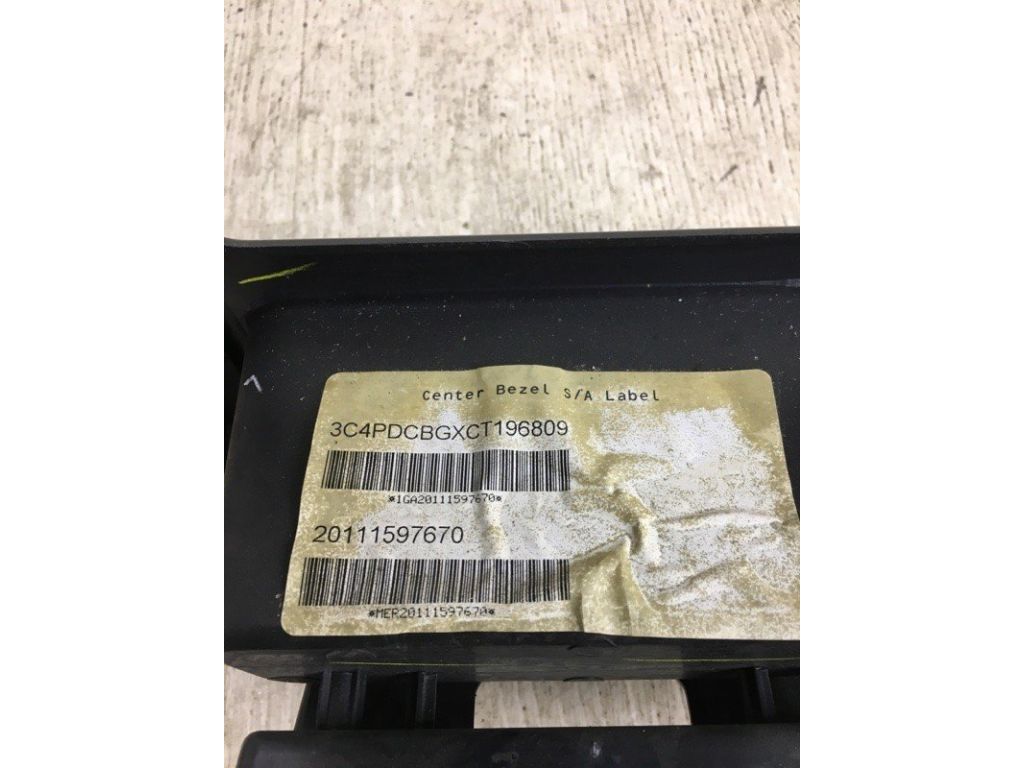 Center Bezel S/A Label
3C4PDCBGXCT196809
*1GA20111597670*
20111597670
*MER20111597670*